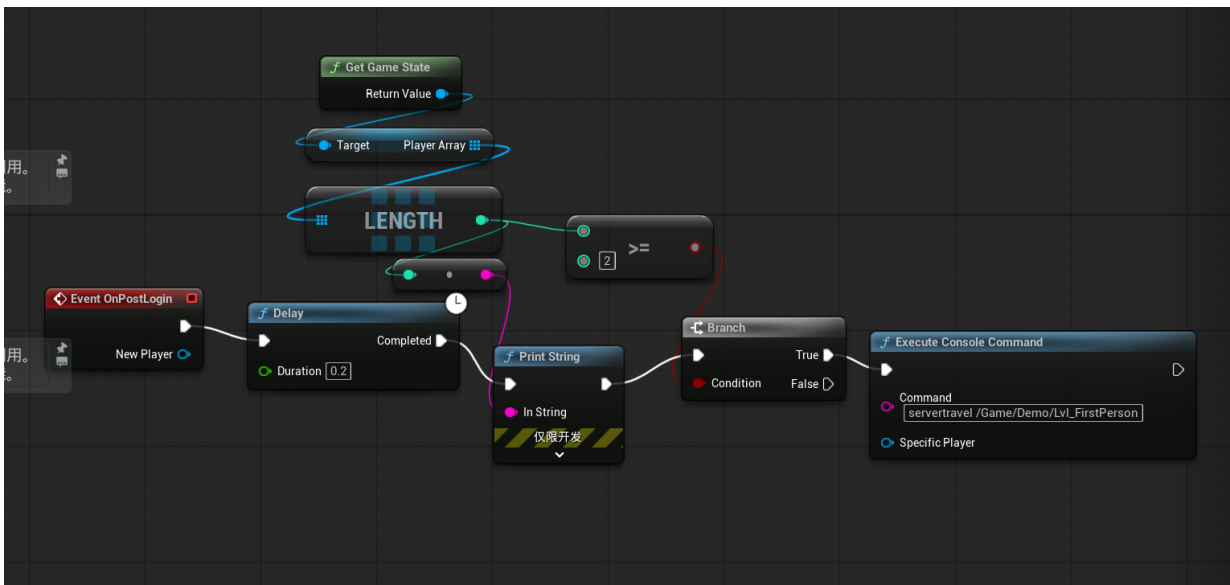 Get Game State
Return Value
Target
Player Array
LENGTH
>=
2
用。
Event OnPostLogin
New Player
用。
Delay
Completed
Duration
0.2
Print String
In String
仅限开发
Branch
True
Condition
False
Execute Console Command
Command
servertravel /Game/Demo/Lvl_FirstPerson
Specific Player